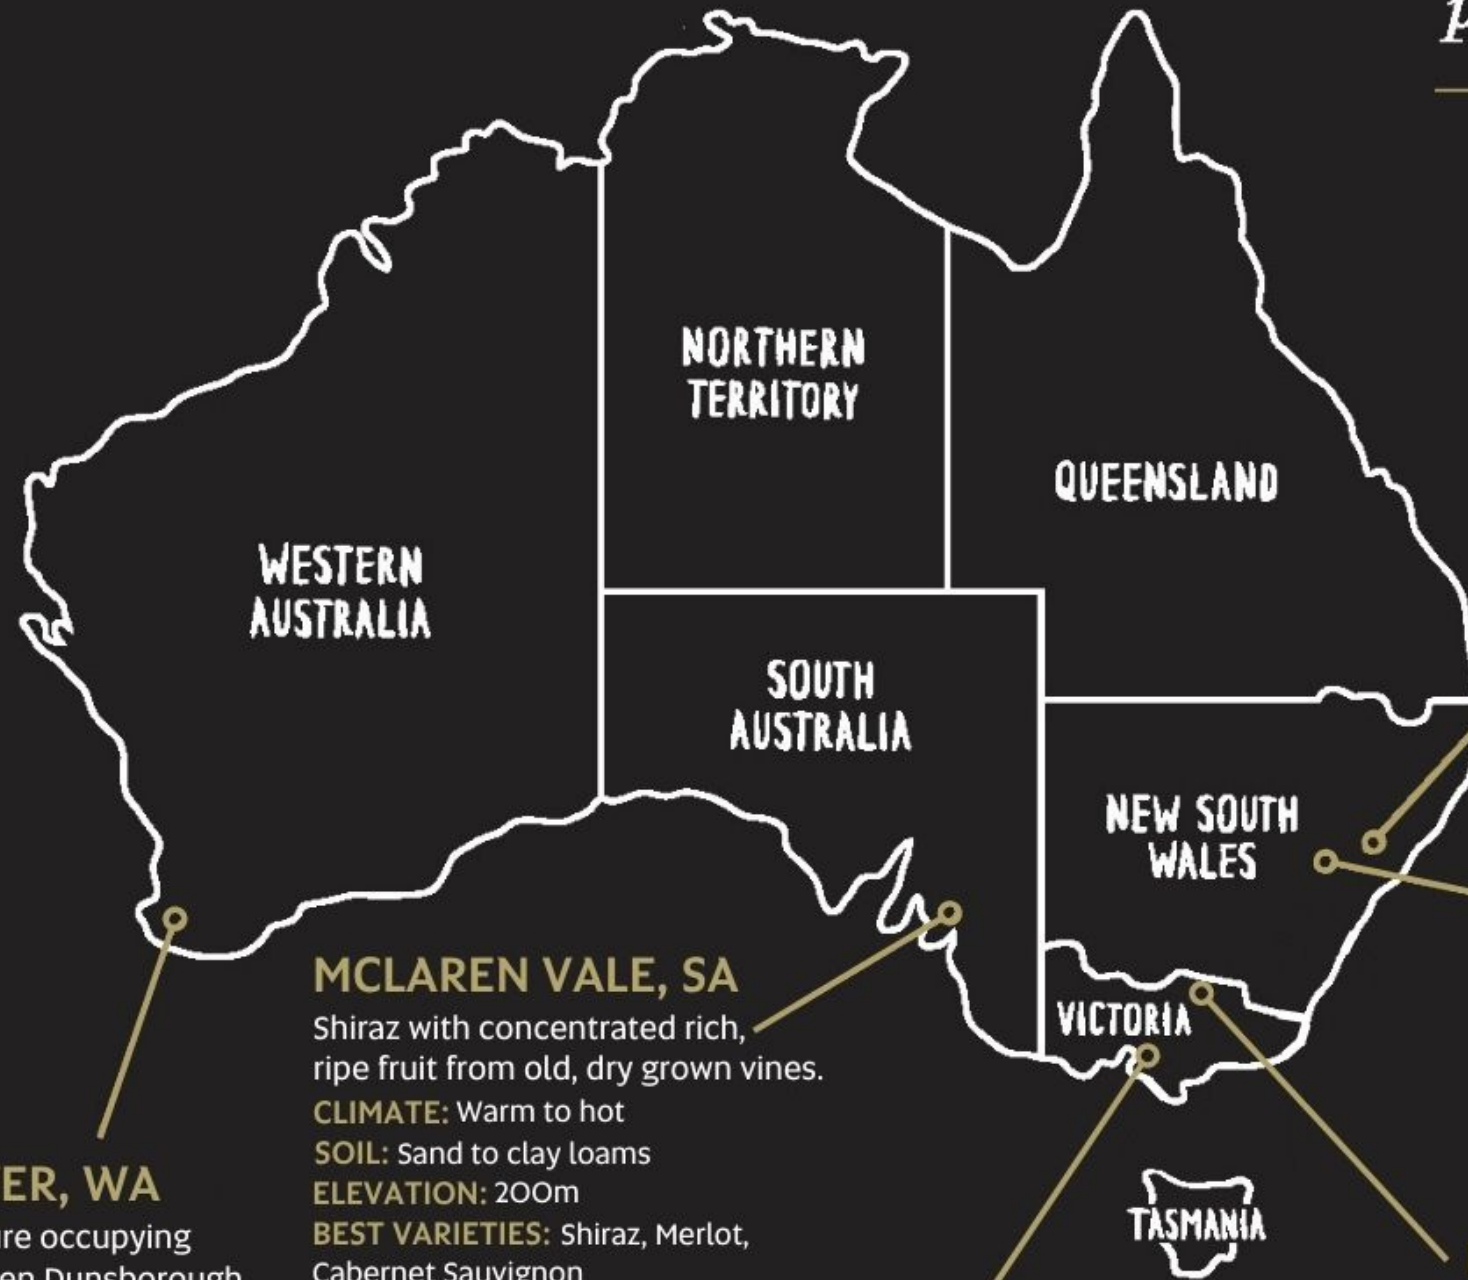 NORTHERN
TERRITORY
QUEENSLAND
WESTERN
AUSTRALIA
SOUTH
AUSTRALIA
NEW SOUTH
WALES
VICTORIA
TASMANIA
MCLAREN VALE, SA
Shiraz with concentrated rich,
ripe fruit from old, dry grown vines.
CLIMATE: Warm to hot
SOIL: Sand to clay loams
ELEVATION: 200m
BEST VARIETIES: Shiraz, Merlot,
Cabernet Sauvignon
WA
occupying
Dunsborough